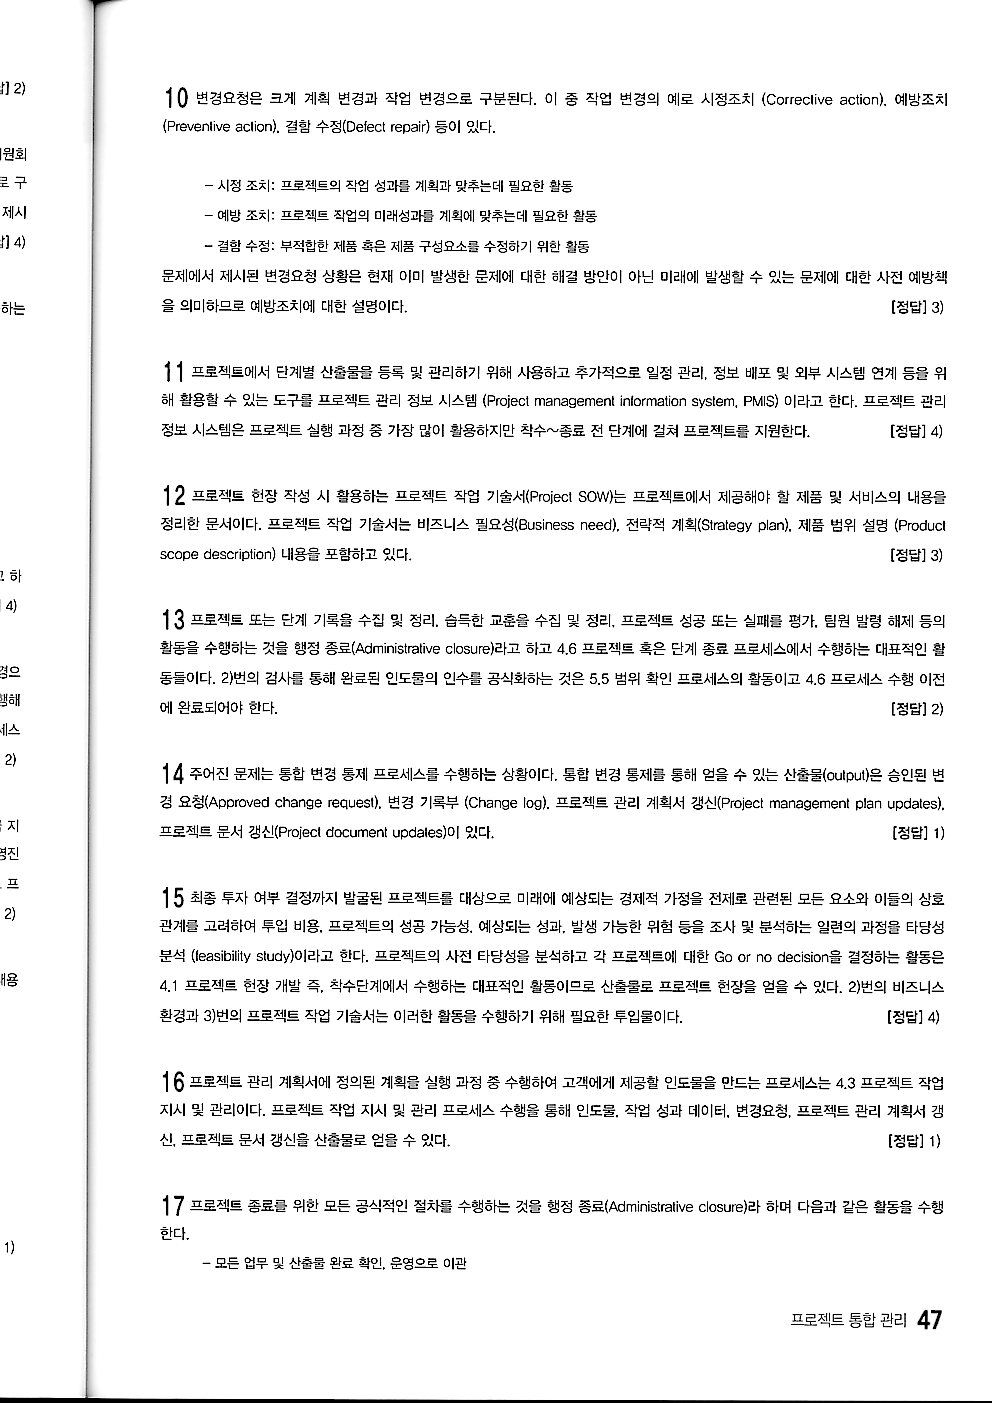 답] 2)
위원회
로 구
제시
답] 4)
하는
고 하
4)
경으
행해
세스
2)
지
영진
프
2)
내용
1)
10 변경요청은 크게 계획 변경과 작업 변경으로 구분된다. 이 중 작업 변경의 예로 시정조치 (Corrective action), 예방조치
(Preventive action), 결함 수정(Defect repair) 등이 있다.
- 시정 조치: 프로젝트의 작업 성과를 계획과 맞추는데 필요한 활동
- 예방 조치: 프로젝트 작업의 미래성과를 계획에 맞추는데 필요한 활동
- 결함 수정: 부적합한 제품 혹은 제품 구성요소를 수정하기 위한 활동
문제에서 제시된 변경요청 상황은 현재 이미 발생한 문제에 대한 해결 방안이 아닌 미래에 발생할 수 있는 문제에 대한 사전 예방책
을 의미하므로 예방조치에 대한 설명이다. [정답] 3)
11 프로젝트에서 단계별 산출물을 등록 및 관리하기 위해 사용하고 추가적으로 일정 관리, 정보 배포 및 외부 시스템 연계 등을 위
해 활용할 수 있는 도구를 프로젝트 관리 정보 시스템 (Project management information system, PMIS) 이라고 한다. 프로젝트 관리
정보 시스템은 프로젝트 실행 과정 중 가장 많이 활용하지만 착수~종료 전 단계에 걸쳐 프로젝트를 지원한다. [정답] 4)
12 프로젝트 헌장 작성 시 활용하는 프로젝트 작업 기술서(Project SOW)는 프로젝트에서 제공해야 할 제품 및 서비스의 내용을
정리한 문서이다. 프로젝트 작업 기술서는 비즈니스 필요성(Business need), 전략적 계획(Strategy plan), 제품 범위 설명 (Product
scope description) 내용을 포함하고 있다. [정답] 3)
13 프로젝트 또는 단계 기록을 수집 및 정리, 습득한 교훈을 수집 및 정리, 프로젝트 성공 또는 실패를 평가, 팀원 발령 해제 등의
활동을 수행하는 것을 행정 종료(Administrative closure)라고 하고 4.6 프로젝트 혹은 단계 종료 프로세스에서 수행하는 대표적인 활
동들이다. 2)번의 검사를 통해 완료된 인도물의 인수를 공식화하는 것은 5.5 범위 확인 프로세스의 활동이고 4.6 프로세스 수행 이전
에 완료되어야 한다. [정답] 2)
14 주어진 문제는 통합 변경 통제 프로세스를 수행하는 상황이다. 통합 변경 통제를 통해 얻을 수 있는 산출물(output)은 승인된 변
경 요청(Approved change request), 변경 기록부 (Change log), 프로젝트 관리 계획서 갱신(Project management plan updates),
프로젝트 문서 갱신(Project document updates)이 있다. [정답] 1)
15 최종 투자 여부 결정까지 발굴된 프로젝트를 대상으로 미래에 예상되는 경제적 가정을 전제로 관련된 모든 요소와 이들의 상호
관계를 고려하여 투입 비용, 프로젝트의 성공 가능성, 예상되는 성과, 발생 가능한 위험 등을 조사 및 분석하는 일련의 과정을 타당성
분석 (feasibility study)이라고 한다. 프로젝트의 사전 타당성을 분석하고 각 프로젝트에 대한 Go or no decision을 결정하는 활동은
4.1 프로젝트 헌장 개발 즉, 착수단계에서 수행하는 대표적인 활동이므로 산출물로 프로젝트 헌장을 얻을 수 있다. 2)번의 비즈니스
환경과 3)번의 프로젝트 작업 기술서는 이러한 활동을 수행하기 위해 필요한 투입물이다. [정답] 4)
16 프로젝트 관리 계획서에 정의된 계획을 실행 과정 중 수행하여 고객에게 제공할 인도물을 만드는 프로세스는 4.3 프로젝트 작업
지시 및 관리이다. 프로젝트 작업 지시 및 관리 프로세스 수행을 통해 인도물, 작업 성과 데이터, 변경요청, 프로젝트 관리 계획서 갱
신, 프로젝트 문서 갱신을 산출물로 얻을 수 있다. [정답] 1)
17 프로젝트 종료를 위한 모든 공식적인 절차를 수행하는 것을 행정 종료(Administrative closure)라 하며 다음과 같은 활동을 수행
한다.
- 모든 업무 및 산출물 완료 확인, 운영으로 이관
프로젝트 통합 관리 47